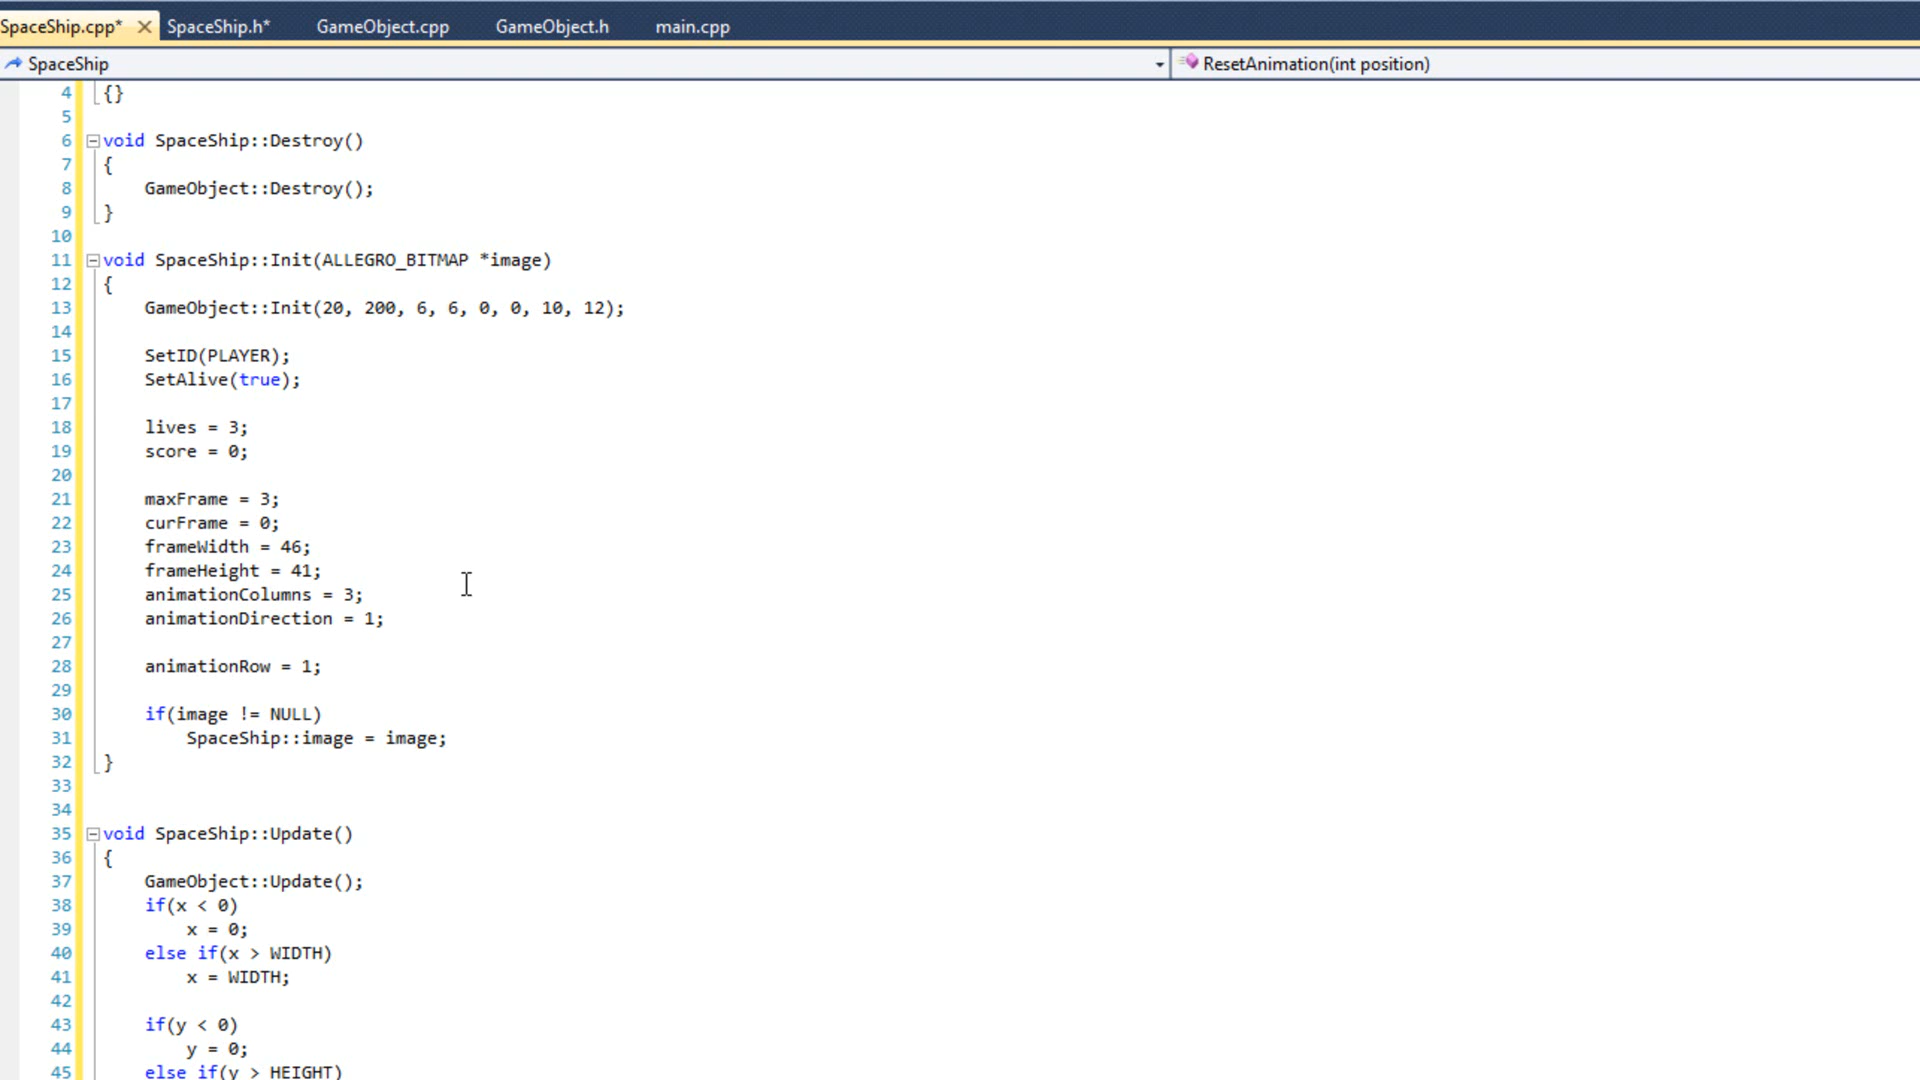 SpaceShip.cpp* SpaceShip.h* GameObject.cpp GameObject.h main.cpp
SpaceShip ResetAnimation(int position)
4 {}
5
6 void SpaceShip::Destroy()
7 {
8 GameObject::Destroy();
9 }
10
11 void SpaceShip::Init(ALLEGRO_BITMAP *image)
12 {
13 GameObject::Init(20, 200, 6, 6, 0, 0, 10, 12);
14
15 SetID(PLAYER);
16 SetAlive(true);
17
18 lives = 3;
19 score = 0;
20
21 maxFrame = 3;
22 curFrame = 0;
23 frameWidth = 46;
24 frameHeight = 41;
25 animationColumns = 3;
26 animationDirection = 1;
27
28 animationRow = 1;
29
30 if(image != NULL)
31 SpaceShip::image = image;
32 }
33
34
35 void SpaceShip::Update()
36 {
37 GameObject::Update();
38 if(x < 0)
39 x = 0;
40 else if(x > WIDTH)
41 x = WIDTH;
42
43 if(y < 0)
44 y = 0;
45 else if(y > HEIGHT)